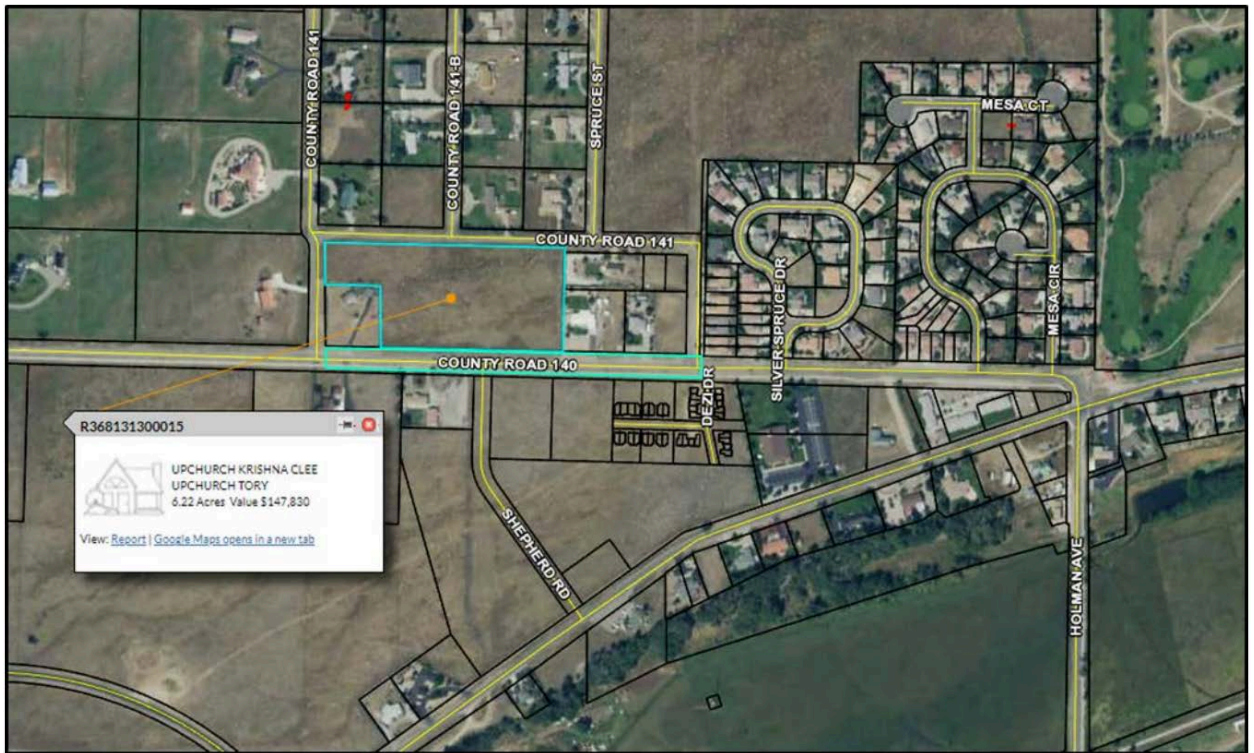 COUNTY ROAD 141
COUNTY ROAD 141-B
SPRUCE ST
MESA CT
COUNTY ROAD 141
SILVER SPRUCE DR
MESA CIR
COUNTY ROAD 140
DEZI DR
R368131300015
UPCHURCH KRISHNA CLEE
UPCHURCH TORY
6.22 Acres Value $147,830
View: Report | Google Maps opens in a new tab
SHEPHERD RD
HOLMAN AVE